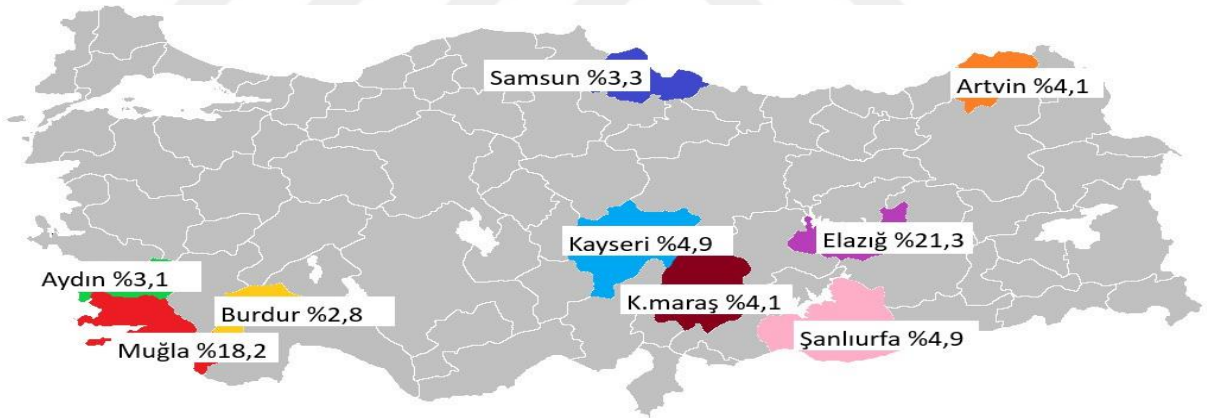 Samsun %3,3
Artvin %4,1
Kayseri %4,9
Elazığ %21,3
Aydın %3,1
Burdur %2,8
K.maraş %4,1
Muğla %18,2
Şanlıurfa %4,9